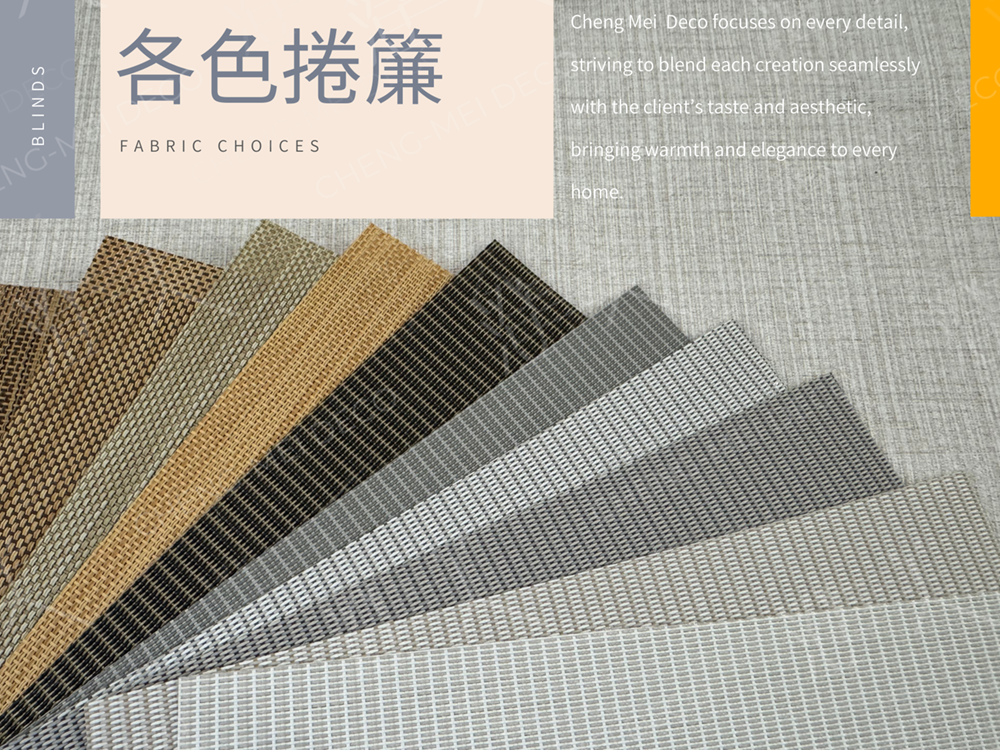 BLINDS
各色捲簾
FABRIC CHOICES
Cheng Mei Deco focuses on every detail,
striving to blend each creation seamlessly
with the client's taste and aesthetic,
bringing warmth and elegance to every
home.
CHENG-MEI DECO